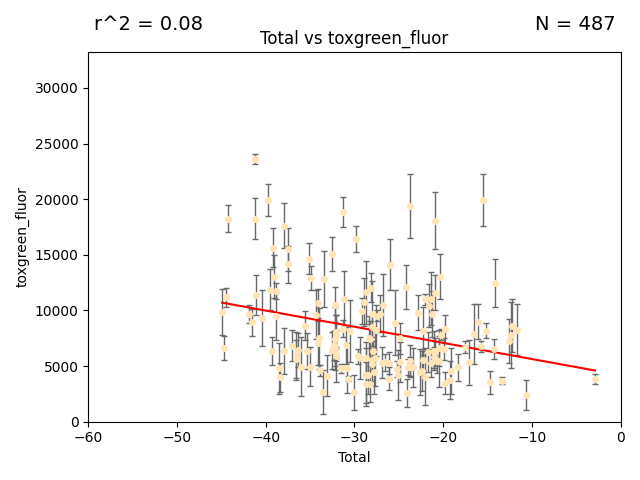 r^2 = 0.08
N = 487
Total vs toxgreen_fluor
30000
25000
20000
15000
10000
5000
0
toxgreen_fluor
−60
−50
−40
−30
−20
−10
0
Total